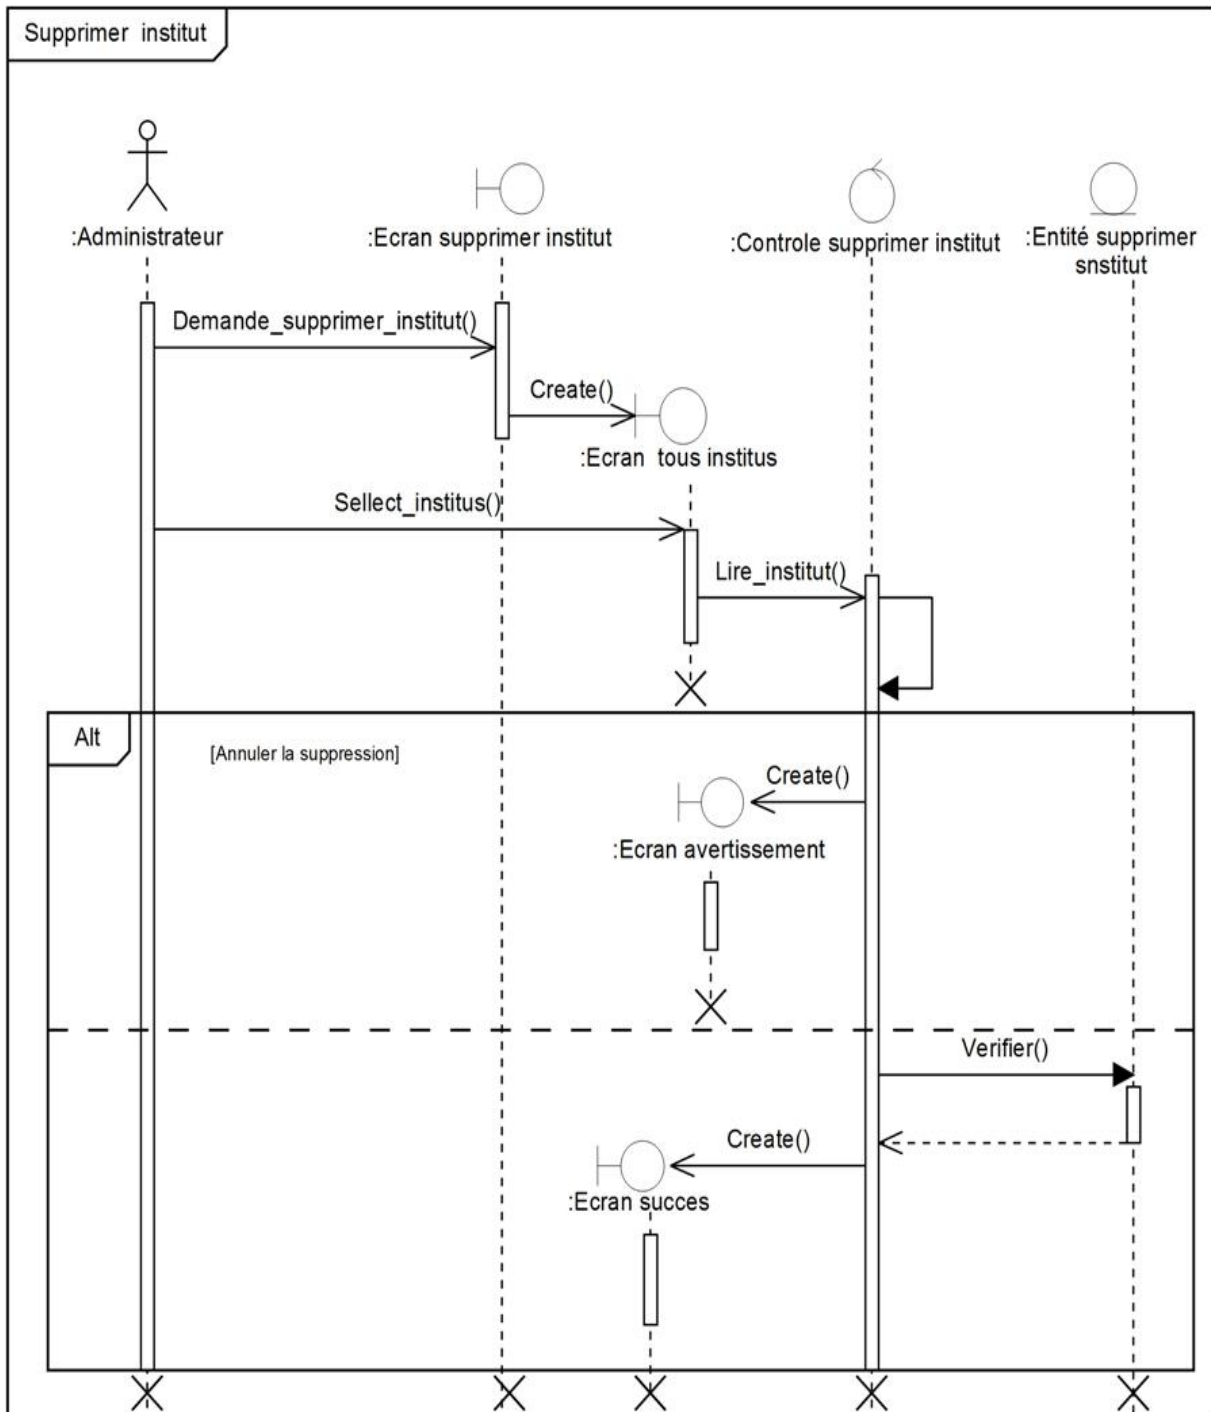 Supprimer institut
:Administrateur
:Ecran supprimer institut
:Controle supprimer institut
:Entité supprimer
snstitut
Demande_supprimer_institut()
Create()
:Ecran tous institus
Sellect_institus()
Lire_institut()
Alt
[Annuler la suppression]
Create()
:Ecran avertissement
Verifier()
Create()
:Ecran succes